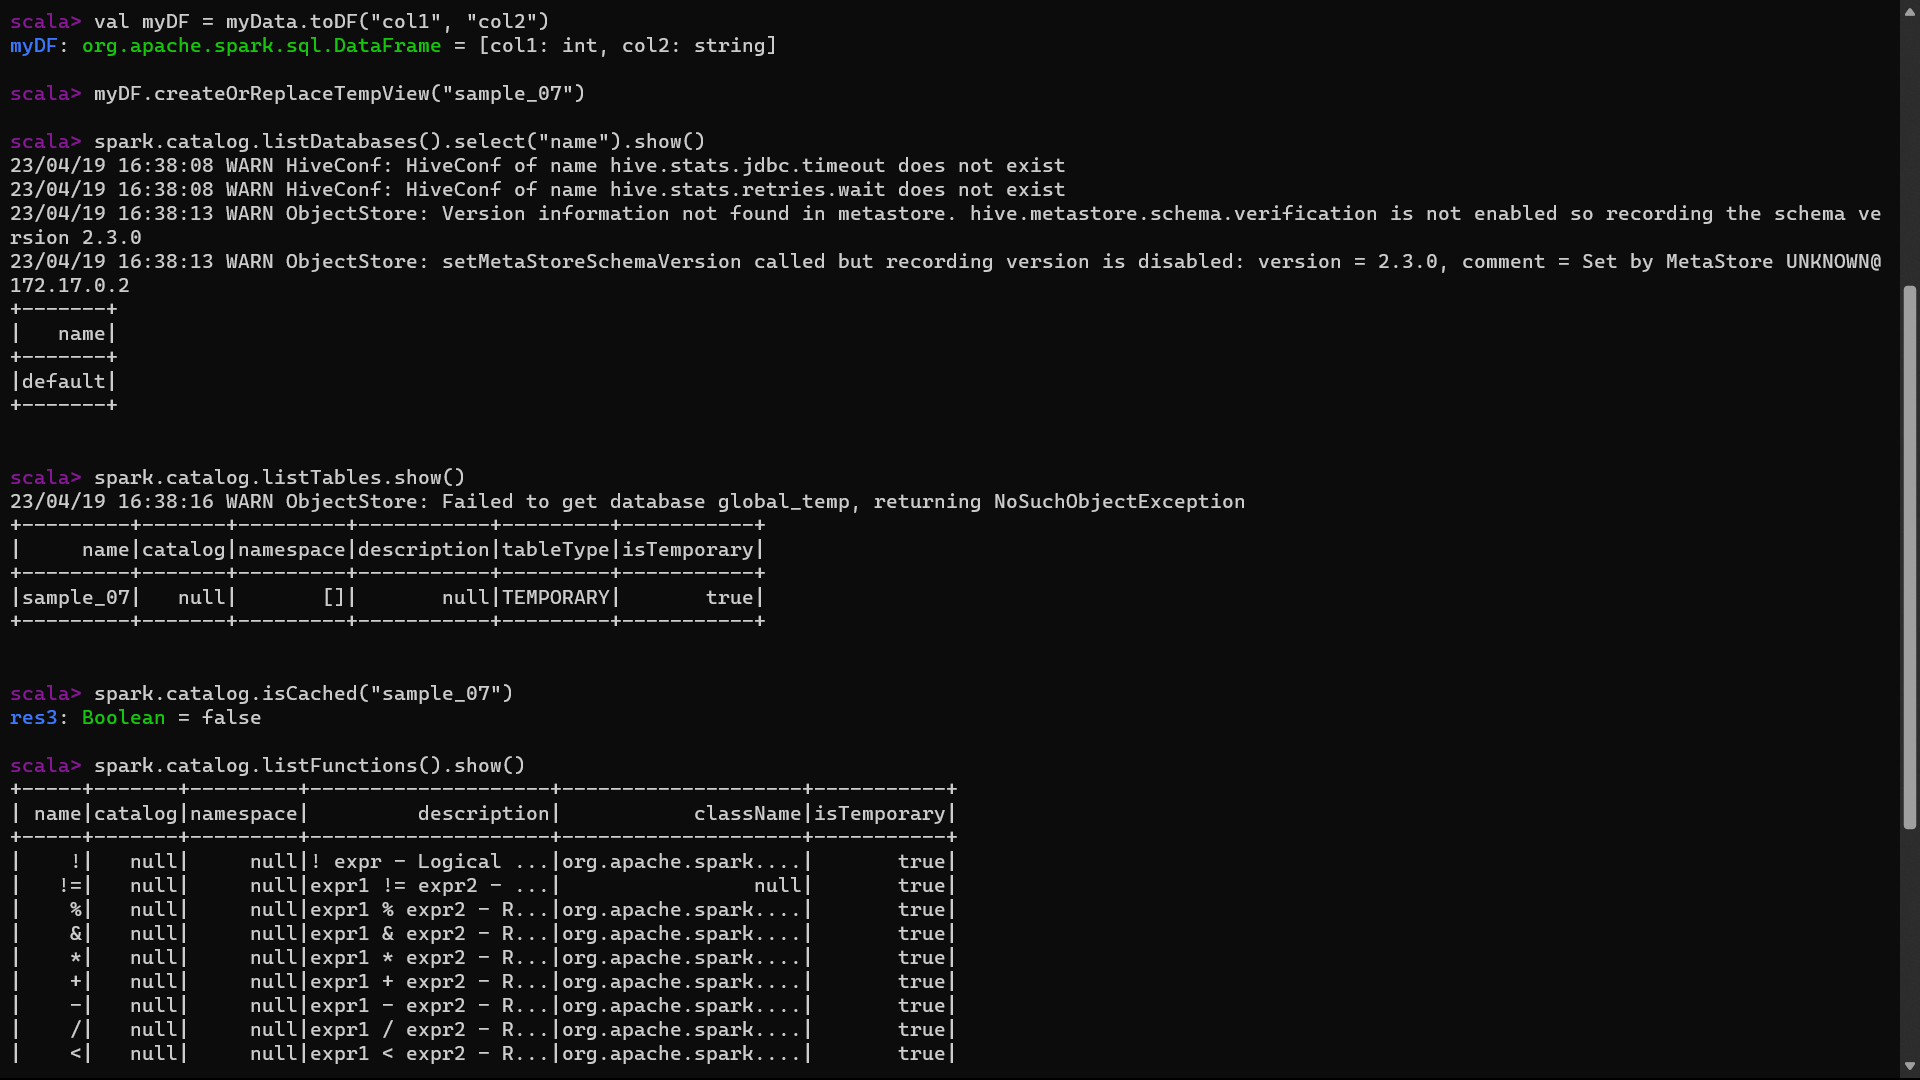 scala> val myDF = myData.toDF("col1", "col2")
myDF: org.apache.spark.sql.DataFrame = [col1: int, col2: string]

scala> myDF.createOrReplaceTempView("sample_07")

scala> spark.catalog.listDatabases().select("name").show()
23/04/19 16:38:08 WARN HiveConf: HiveConf of name hive.stats.jdbc.timeout does not exist
23/04/19 16:38:08 WARN HiveConf: HiveConf of name hive.stats.retries.wait does not exist
23/04/19 16:38:13 WARN ObjectStore: Version information not found in metastore. hive.metastore.schema.verification is not enabled so recording the schema ve
rsion 2.3.0
23/04/19 16:38:13 WARN ObjectStore: setMetaStoreSchemaVersion called but recording version is disabled: version = 2.3.0, comment = Set by MetaStore UNKNOWN@
172.17.0.2
+-------+
|   name|
+-------+
|default|
+-------+


scala> spark.catalog.listTables.show()
23/04/19 16:38:16 WARN ObjectStore: Failed to get database global_temp, returning NoSuchObjectException
+---------+-------+---------+-----------+---------+-----------+
|     name|catalog|namespace|description|tableType|isTemporary|
+---------+-------+---------+-----------+---------+-----------+
|sample_07|   null|       []|       null|TEMPORARY|       true|
+---------+-------+---------+-----------+---------+-----------+


scala> spark.catalog.isCached("sample_07")
res3: Boolean = false

scala> spark.catalog.listFunctions().show()
+-----+-------+---------+--------------------+--------------------+-----------+
| name|catalog|namespace|         description|           className|isTemporary|
+-----+-------+---------+--------------------+--------------------+-----------+
|    !|   null|     null|! expr - Logical ...|org.apache.spark....|       true|
|   !=|   null|     null|expr1 != expr2 - ...|                null|       true|
|    %|   null|     null|expr1 % expr2 - R...|org.apache.spark....|       true|
|    &|   null|     null|expr1 & expr2 - R...|org.apache.spark....|       true|
|    *|   null|     null|expr1 * expr2 - R...|org.apache.spark....|       true|
|    +|   null|     null|expr1 + expr2 - R...|org.apache.spark....|       true|
|    -|   null|     null|expr1 - expr2 - R...|org.apache.spark....|       true|
|    /|   null|     null|expr1 / expr2 - R...|org.apache.spark....|       true|
|    <|   null|     null|expr1 < expr2 - R...|org.apache.spark....|       true|